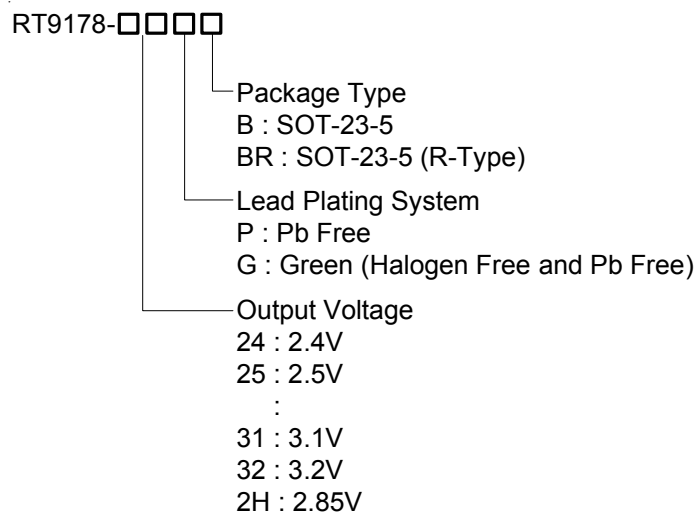 RT9178-□□□□
Package Type
B : SOT-23-5
BR : SOT-23-5 (R-Type)
Lead Plating System
P : Pb Free
G : Green (Halogen Free and Pb Free)
Output Voltage
24 : 2.4V
25 : 2.5V
:
31 : 3.1V
32 : 3.2V
2H : 2.85V